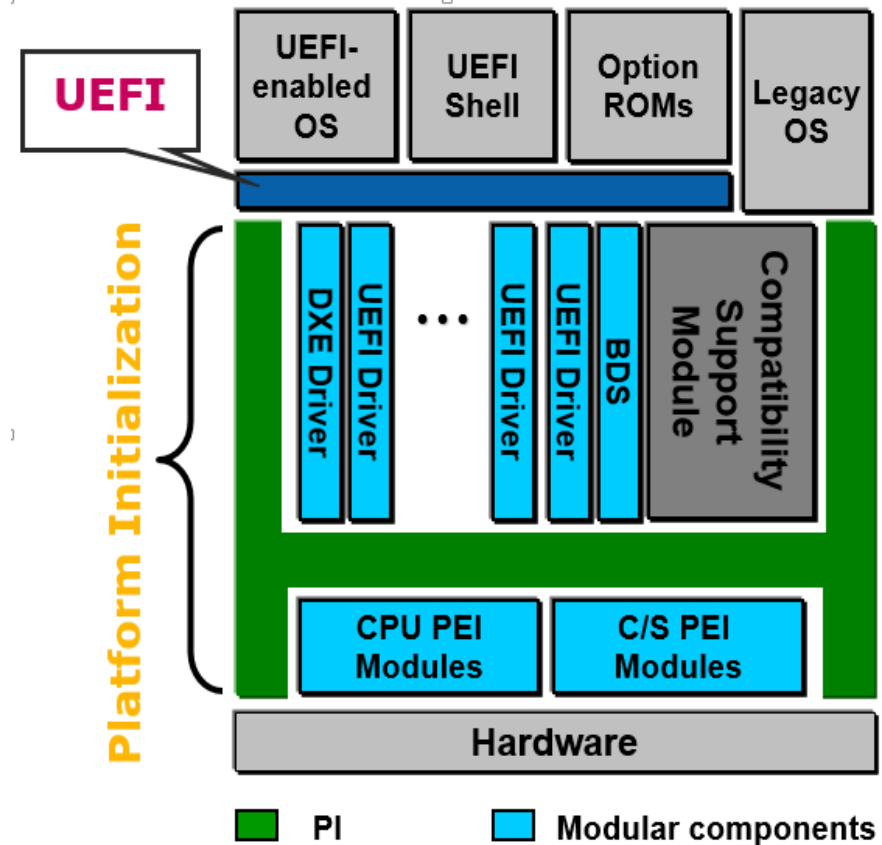 UEFI
UEFI-
enabled
OS
UEFI
Shell
Option
ROMs
Legacy
OS
Platform Initialization
DXE Driver
UEFI Driver
...
UEFI Driver
UEFI Driver
BDS
Compatibility
Support
Module
CPU PEI
Modules
C/S PEI
Modules
Hardware
PI
Modular components